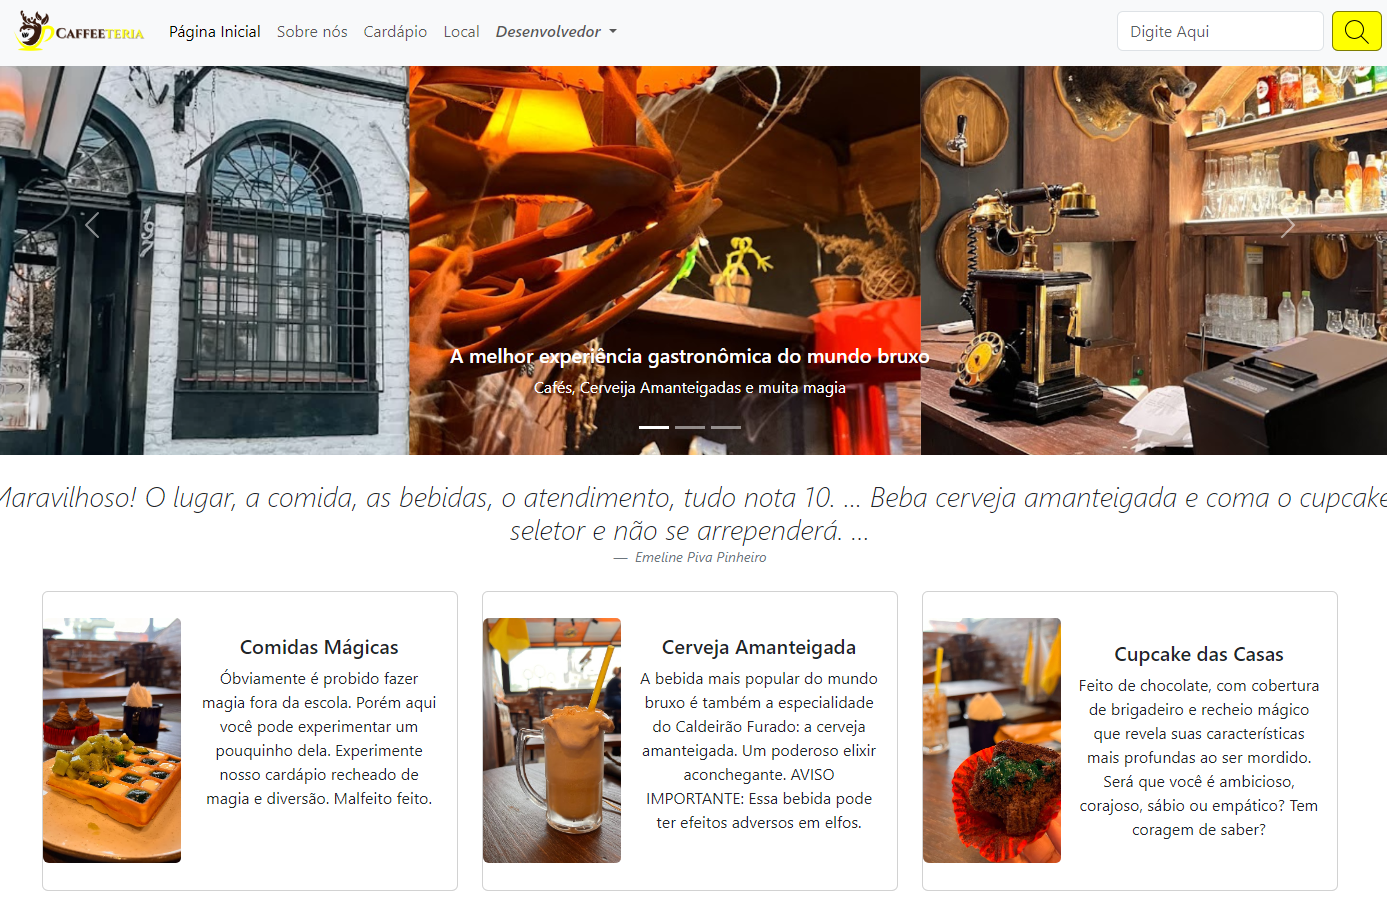 CAFFEETERIA
Página Inicial
Sobre nós
Cardápio
Local
Desenvolvedor
Digite Aqui
A melhor experiência gastronômica do mundo bruxo
Cafés, Cerveija Amanteigadas e muita magia
Maravilhoso! O lugar, a comida, as bebidas, o atendimento, tudo nota 10. ... Beba cerveja amanteigada e coma o cupcake
seletor e não se arrependerá. ...
— Emeline Piva Pinheiro
Comidas Mágicas
Óbviamente é probido fazer
magia fora da escola. Porém aqui
você pode experimentar um
pouquinho dela. Experimente
nosso cardápio recheado de
magia e diversão. Malfeito feito.
Cerveja Amanteigada
A bebida mais popular do mundo
bruxo é também a especialidade
do Caldeirão Furado: a cerveja
amanteigada. Um poderoso elixir
aconchegante. AVISO
IMPORTANTE: Essa bebida pode
ter efeitos adversos em elfos.
Cupcake das Casas
Feito de chocolate, com cobertura
de brigadeiro e recheio mágico
que revela suas características
mais profundas ao ser mordido.
Será que você é ambicioso,
corajoso, sábio ou empático? Tem
coragem de saber?